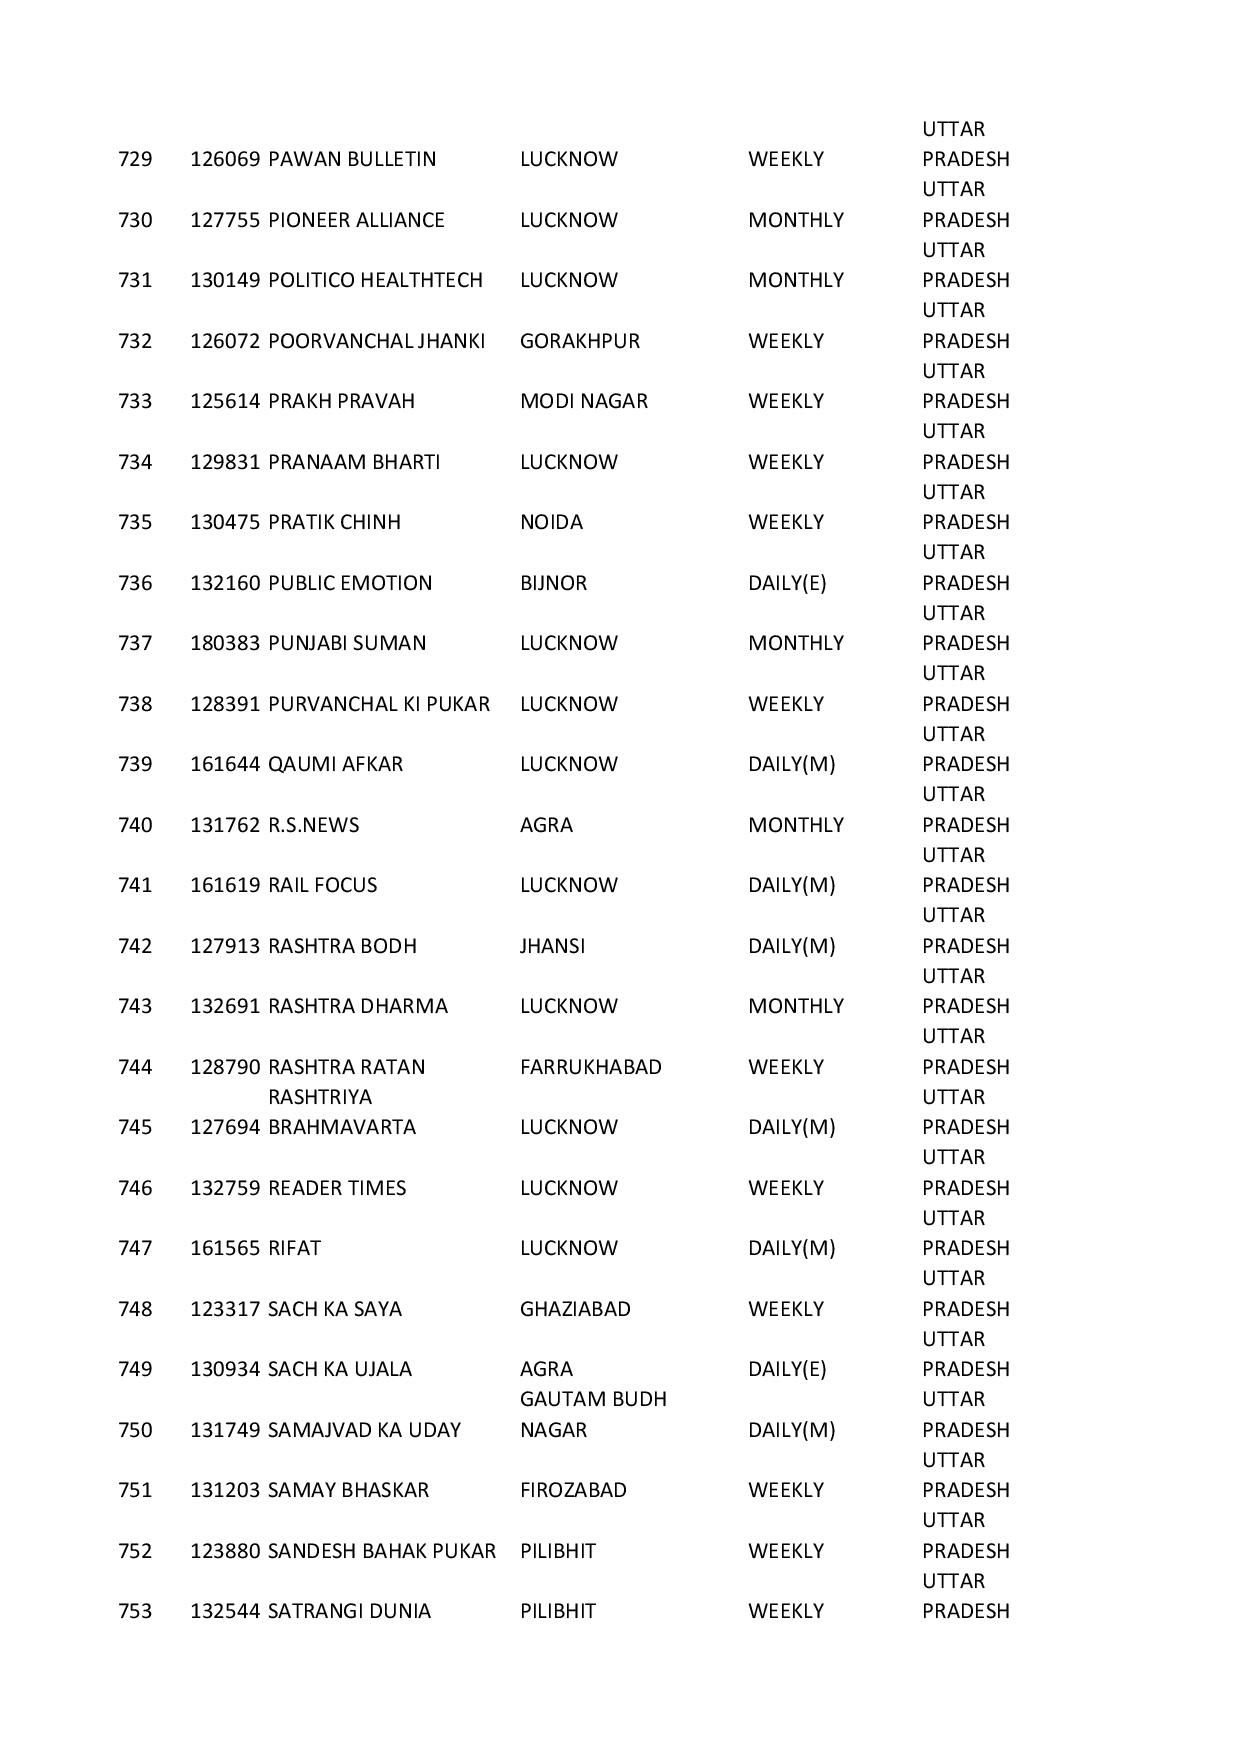 UTTAR
729 126069 PAWAN BULLETIN LUCKNOW WEEKLY PRADESH
UTTAR
730 127755 PIONEER ALLIANCE LUCKNOW MONTHLY PRADESH
UTTAR
731 130149 POLITICO HEALTHTECH LUCKNOW MONTHLY PRADESH
UTTAR
732 126072 POORVANCHAL JHANKI GORAKHPUR WEEKLY PRADESH
UTTAR
733 125614 PRAKH PRAVAH MODI NAGAR WEEKLY PRADESH
UTTAR
734 129831 PRANAAM BHARTI LUCKNOW WEEKLY PRADESH
UTTAR
735 130475 PRATIK CHINH NOIDA WEEKLY PRADESH
UTTAR
736 132160 PUBLIC EMOTION BIJNOR DAILY(E) PRADESH
UTTAR
737 180383 PUNJABI SUMAN LUCKNOW MONTHLY PRADESH
UTTAR
738 128391 PURVANCHAL KI PUKAR LUCKNOW WEEKLY PRADESH
UTTAR
739 161644 QAUMI AFKAR LUCKNOW DAILY(M) PRADESH
UTTAR
740 131762 R.S.NEWS AGRA MONTHLY PRADESH
UTTAR
741 161619 RAIL FOCUS LUCKNOW DAILY(M) PRADESH
UTTAR
742 127913 RASHTRA BODH JHANSI DAILY(M) PRADESH
UTTAR
743 132691 RASHTRA DHARMA LUCKNOW MONTHLY PRADESH
UTTAR
744 128790 RASHTRA RATAN FARRUKHABAD WEEKLY PRADESH
RASHTRIYA UTTAR
745 127694 BRAHMAVARTA LUCKNOW DAILY(M) PRADESH
UTTAR
746 132759 READER TIMES LUCKNOW WEEKLY PRADESH
UTTAR
747 161565 RIFAT LUCKNOW DAILY(M) PRADESH
UTTAR
748 123317 SACH KA SAYA GHAZIABAD WEEKLY PRADESH
UTTAR
749 130934 SACH KA UJALA AGRA DAILY(E) PRADESH
GAUTAM BUDH UTTAR
750 131749 SAMAJVAD KA UDAY NAGAR DAILY(M) PRADESH
UTTAR
751 131203 SAMAY BHASKAR FIROZABAD WEEKLY PRADESH
UTTAR
752 123880 SANDESH BAHAK PUKAR PILIBHIT WEEKLY PRADESH
UTTAR
753 132544 SATRANGI DUNIA PILIBHIT WEEKLY PRADESH